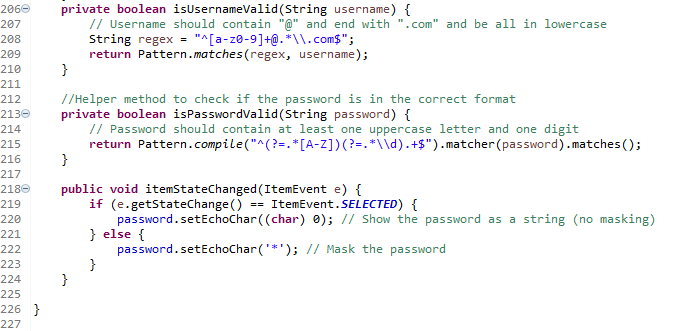 206 private boolean isUsernameValid(String username) {
207 // Username should contain "@" and end with ".com" and be all in lowercase
208 String regex = "^[a-z0-9]+@.*\\.com$";
209 return Pattern.matches(regex, username);
210 }
211
212 //Helper method to check if the password is in the correct format
213 private boolean isPasswordValid(String password) {
214 // Password should contain at least one uppercase letter and one digit
215 return Pattern.compile("^(?=.*[A-Z])(?=.*\\d).+$").matcher(password).matches();
216 }
217
218 public void itemStateChanged(ItemEvent e) {
219 if (e.getStateChange() == ItemEvent.SELECTED) {
220 password.setEchoChar((char) 0); // Show the password as a string (no masking)
221 } else {
222 password.setEchoChar('*'); // Mask the password
223 }
224 }
225
226 }
227